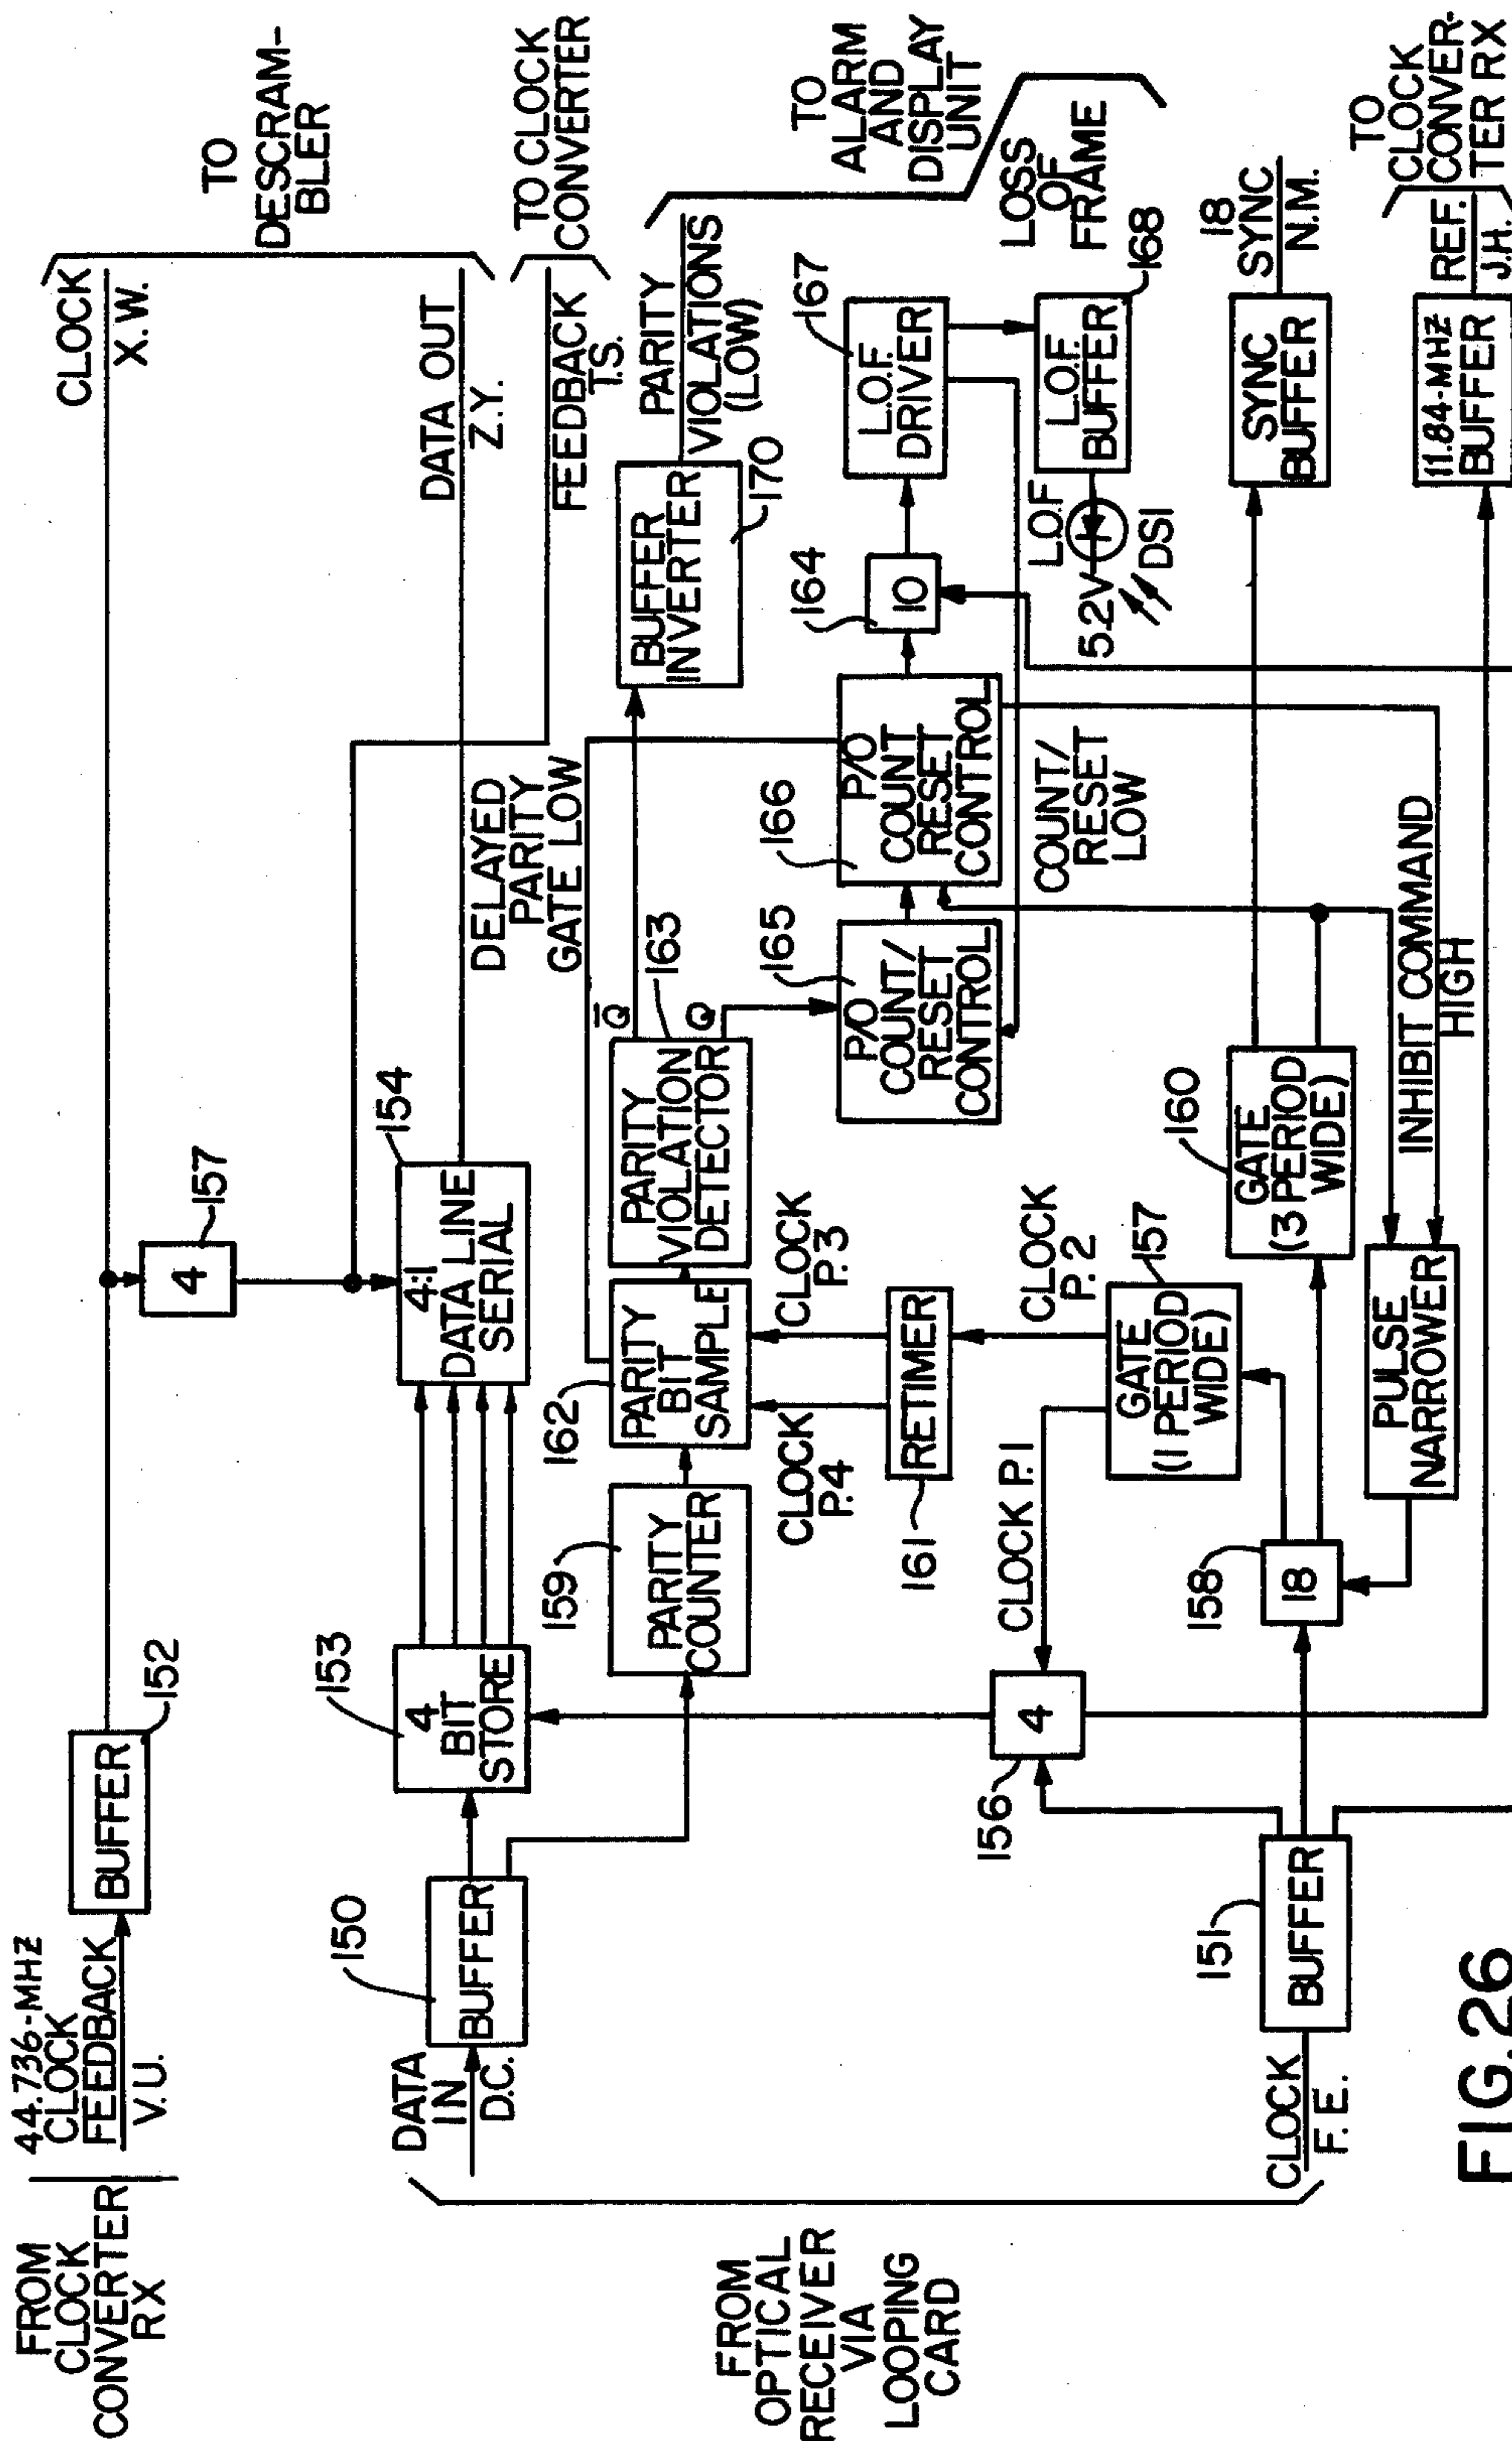 FROM
CLOCK
CONVERTER
RX
44.736-MHZ
CLOCK
FEEDBACK
V.U.
BUFFER
152
CLOCK
X.W.
TO
DESCRAM-
BLER
4
157
DATA
IN
D.C.
150
BUFFER
153
4
BIT
STORE
154
4:1
DATA LINE
SERIAL
DATA OUT
Z.Y.
FEEDBACK
T.S.
TO CLOCK
CONVERTER
DELAYED
PARITY
GATE LOW
159
PARITY
COUNTER
162
PARITY
BIT
SAMPLE
163
PARITY
VIOLATION
DETECTOR
Q̅
Q
BUFFER
INVERTER
170
PARITY
VIOLATIONS
(LOW)
TO
ALARM
AND
DISPLAY
UNIT
CLOCK
P.4
CLOCK
P.3
161
RETIMER
165
P/O
COUNT/
RESET
CONTROL
166
P/O
COUNT
RESET
CONTROL
164
10
167
L.O.F.
DRIVER
LOSS
OF
FRAME
COUNT/
RESET
LOW
L.O.F
5.2V
DS1
L.O.F.
BUFFER
168
FROM
OPTICAL
RECEIVER
VIA
LOOPING
CARD
156
4
CLOCK P.1
CLOCK
P.2
157
GATE
(1 PERIOD
WIDE)
160
GATE
(3 PERIOD
WIDE)
SYNC
BUFFER
18
SYNC
N.M.
CLOCK
F.E.
151
BUFFER
158
18
PULSE
NARROWER
INHIBIT COMMAND
HIGH
11.84-MHZ
BUFFER
REF.
J.H.
TO
CLOCK
CONVER-
TER RX
FIG.26